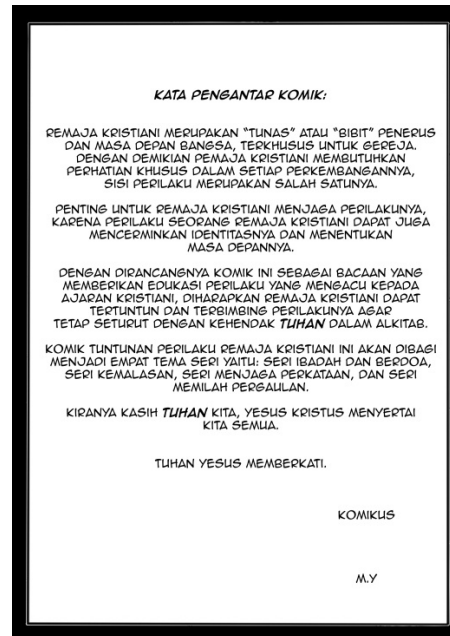 KATA PENGANTAR KOMIK:
REMAJA KRISTIANI MERUPAKAN "TUNAS" ATAU "BIBIT" PENERUS
DAN MASA DEPAN BANGSA, TERKHUSUS UNTUK GEREJA.
DENGAN DEMIKIAN PEMAJA KRISTIANI MEMBUTUHKAN
PERHATIAN KHUSUS DALAM SETIAP PERKEMBANGANNYA,
SISI PERILAKU MERUPAKAN SALAH SATUNYA.
PENTING UNTUK REMAJA KRISTIANI MENJAGA PERILAKUNYA,
KARENA PERILAKU SEORANG REMAJA KRISTIANI DAPAT JUGA
MENCERMINKAN IDENTITASNYA DAN MENENTUKAN
MASA DEPANNYA.
DENGAN DIRANCANGNYA KOMIK INI SEBAGAI BACAAN YANG
MEMBERIKAN EDUKASI PERILAKU YANG MENGACU KEPADA
AJARAN KRISTIANI, DIHARAPKAN REMAJA KRISTIANI DAPAT
TERTUNTUN DAN TERBIMBING PERILAKUNYA AGAR
TETAP SETURUT DENGAN KEHENDAK TUHAN DALAM ALKITAB.
KOMIK TUNTUNAN PERILAKU REMAJA KRISTIANI INI AKAN DIBAGI
MENJADI EMPAT TEMA SERI YAITU: SERI IBADAH DAN BERDOA,
SERI KEMALASAN, SERI MENJAGA PERKATAAN, DAN SERI
MEMILAH PERGAULAN.
KIRANYA KASIH TUHAN KITA, YESUS KRISTUS MENYERTAI
KITA SEMUA.
TUHAN YESUS MEMBERKATI.
KOMIKUS
M.Y